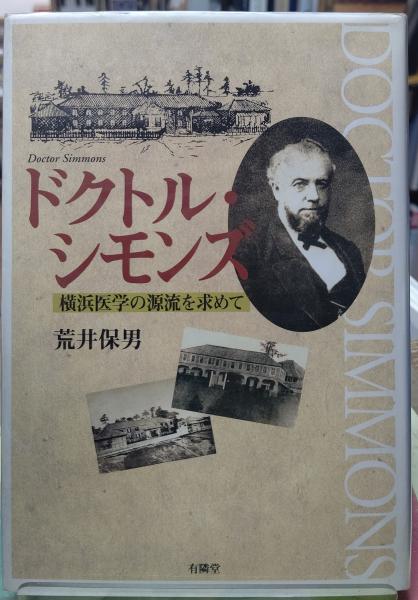 DOCTOR SIMMONS
Doctor Simmons
ドクトル・
シモンズ
横浜医学の源流を求めて
荒井保男
有隣堂